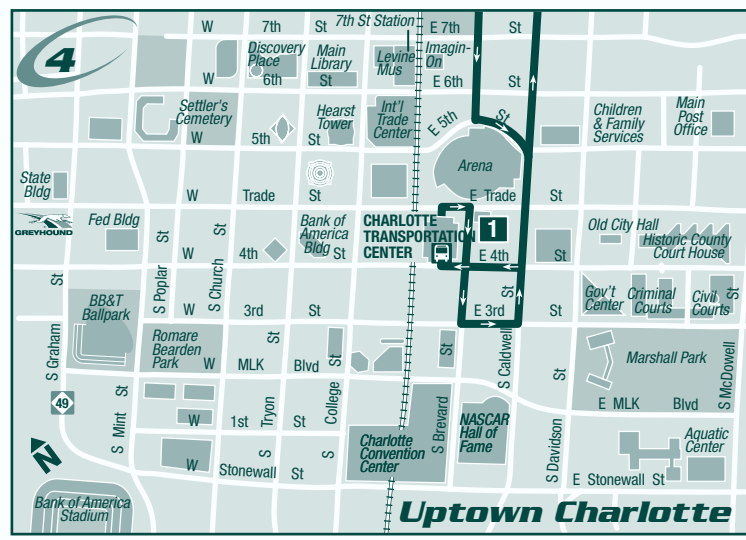 4
W 7th St
7th St Station
E 7th St
Discovery
Place
Main
Library
Levine
Mus
Imagin-
On
W 6th St
E 6th St
Settler's
Cemetery
Hearst
Tower
Int'l
Trade
Center
E 5th St
Children
& Family
Services
Main
Post
Office
W 5th St
Arena
State
Bldg
W Trade St
E Trade St
GREYHOUND
Fed Bldg
Bank of
America
Bldg
CHARLOTTE
TRANSPORTATION
CENTER
1
Old City Hall
Historic County
Court House
W 4th St
E 4th St
BB&T
Ballpark
Gov't
Center
Criminal
Courts
Civil
Courts
W 3rd St
E 3rd St
Romare
Bearden
Park
Marshall Park
W MLK Blvd
E MLK Blvd
49
W 1st St
NASCAR
Hall of
Fame
Charlotte
Convention
Center
Aquatic
Center
W Stonewall St
E Stonewall St
S Graham St
S Mint St
S Poplar St
S Church St
S Tryon St
S College St
S Brevard St
S Caldwell St
S Davidson St
S McDowell St
N
Bank of America
Stadium
Uptown Charlotte